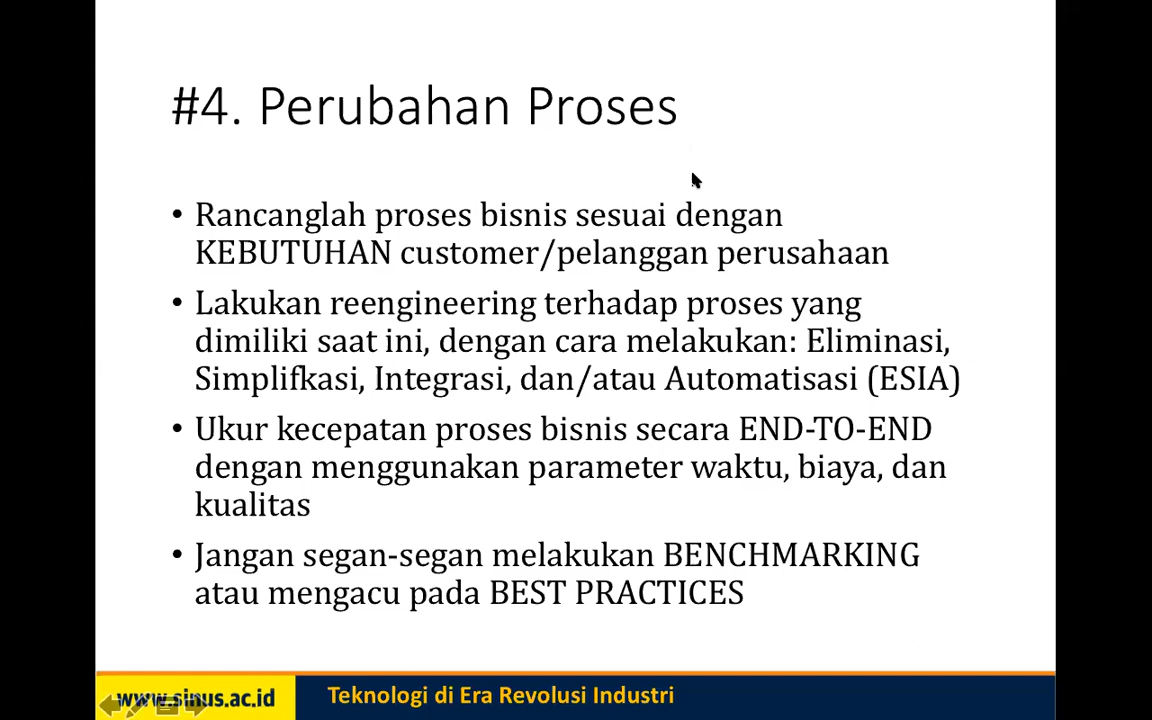 #4. Perubahan Proses
• Rancanglah proses bisnis sesuai dengan
KEBUTUHAN customer/pelanggan perusahaan
• Lakukan reengineering terhadap proses yang
dimiliki saat ini, dengan cara melakukan: Eliminasi,
Simplifkasi, Integrasi, dan/atau Automatisasi (ESIA)
• Ukur kecepatan proses bisnis secara END-TO-END
dengan menggunakan parameter waktu, biaya, dan
kualitas
• Jangan segan-segan melakukan BENCHMARKING
atau mengacu pada BEST PRACTICES
www.sinus.ac.id
Teknologi di Era Revolusi Industri